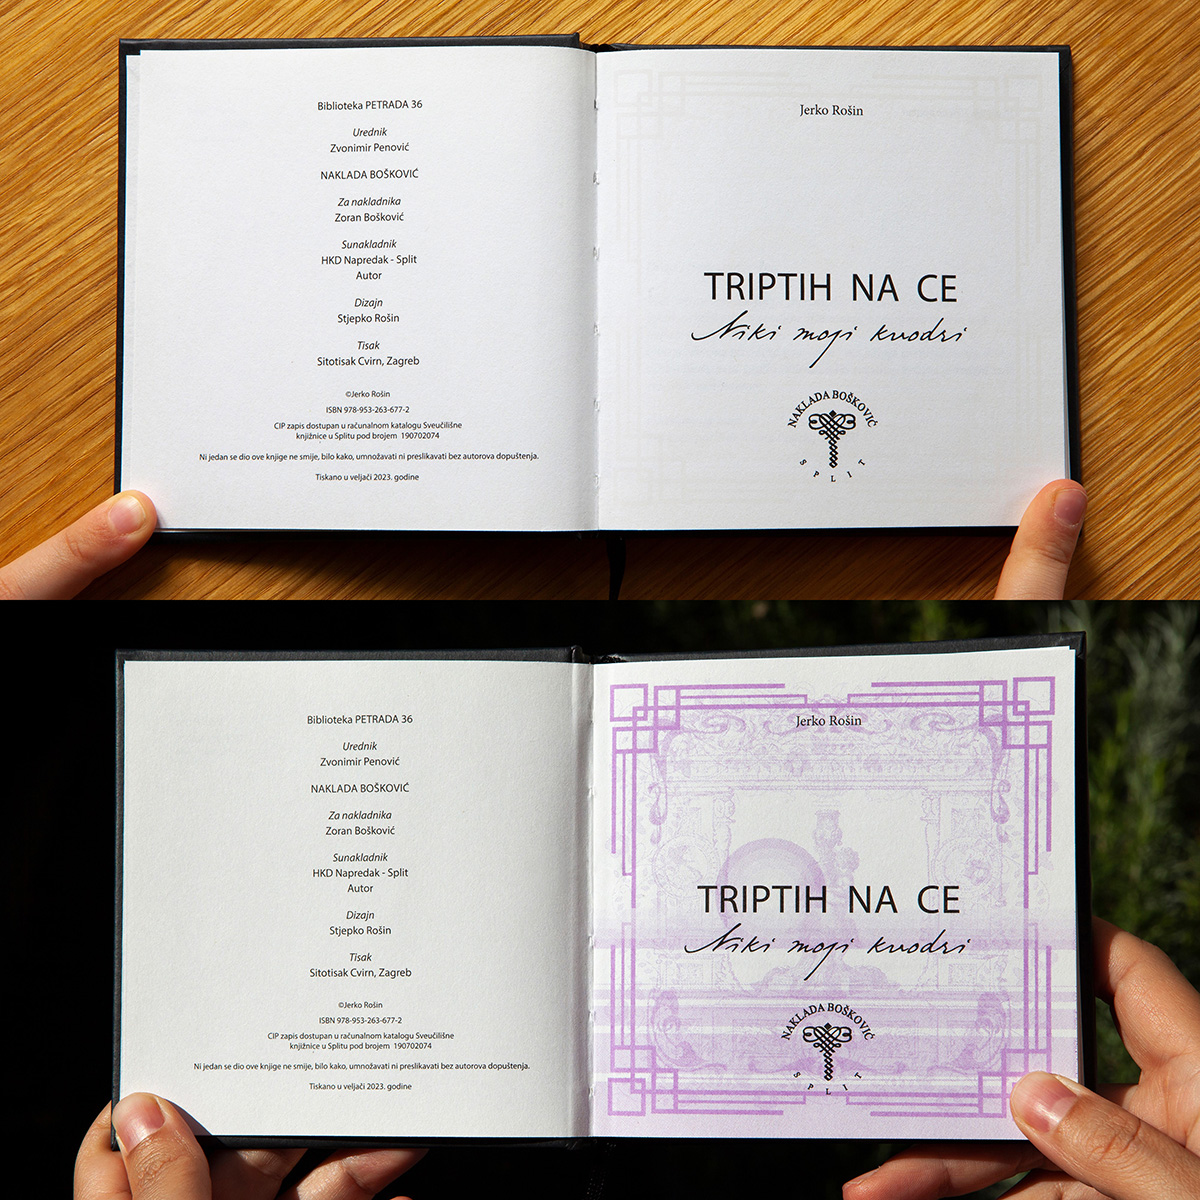 Biblioteka PETRADA 36
Urednik
Zvonimir Penović
NAKLADA BOŠKOVIĆ
Za nakladnika
Zoran Bošković
Sunakladnik
HKD Napredak - Split
Autor
Dizajn
Stjepko Rošin
Tisak
Sitotisak Cvirn, Zagreb
©Jerko Rošin
ISBN 978-953-263-677-2
CIP zapis dostupan u računalnom katalogu Sveučilišne
knjižnice u Splitu pod brojem 190702074
Ni jedan se dio ove knjige ne smije, bilo kako, umnožavati ni preslikavati bez autorova dopuštenja.
Tiskano u veljači 2023. godine
Jerko Rošin
TRIPTIH NA CE
Niki moji kvodri
NAKLADA BOŠKOVIĆ
SPLIT
Biblioteka PETRADA 36
Urednik
Zvonimir Penović
NAKLADA BOŠKOVIĆ
Za nakladnika
Zoran Bošković
Sunakladnik
HKD Napredak - Split
Autor
Dizajn
Stjepko Rošin
Tisak
Sitotisak Cvirn, Zagreb
©Jerko Rošin
ISBN 978-953-263-677-2
CIP zapis dostupan u računalnom katalogu Sveučilišne
knjižnice u Splitu pod brojem 190702074
Ni jedan se dio ove knjige ne smije, bilo kako, umnožavati ni preslikavati bez autorova dopuštenja.
Tiskano u veljači 2023. godine
Jerko Rošin
TRIPTIH NA CE
Niki moji kvodri
NAKLADA BOŠKOVIĆ
SPLIT